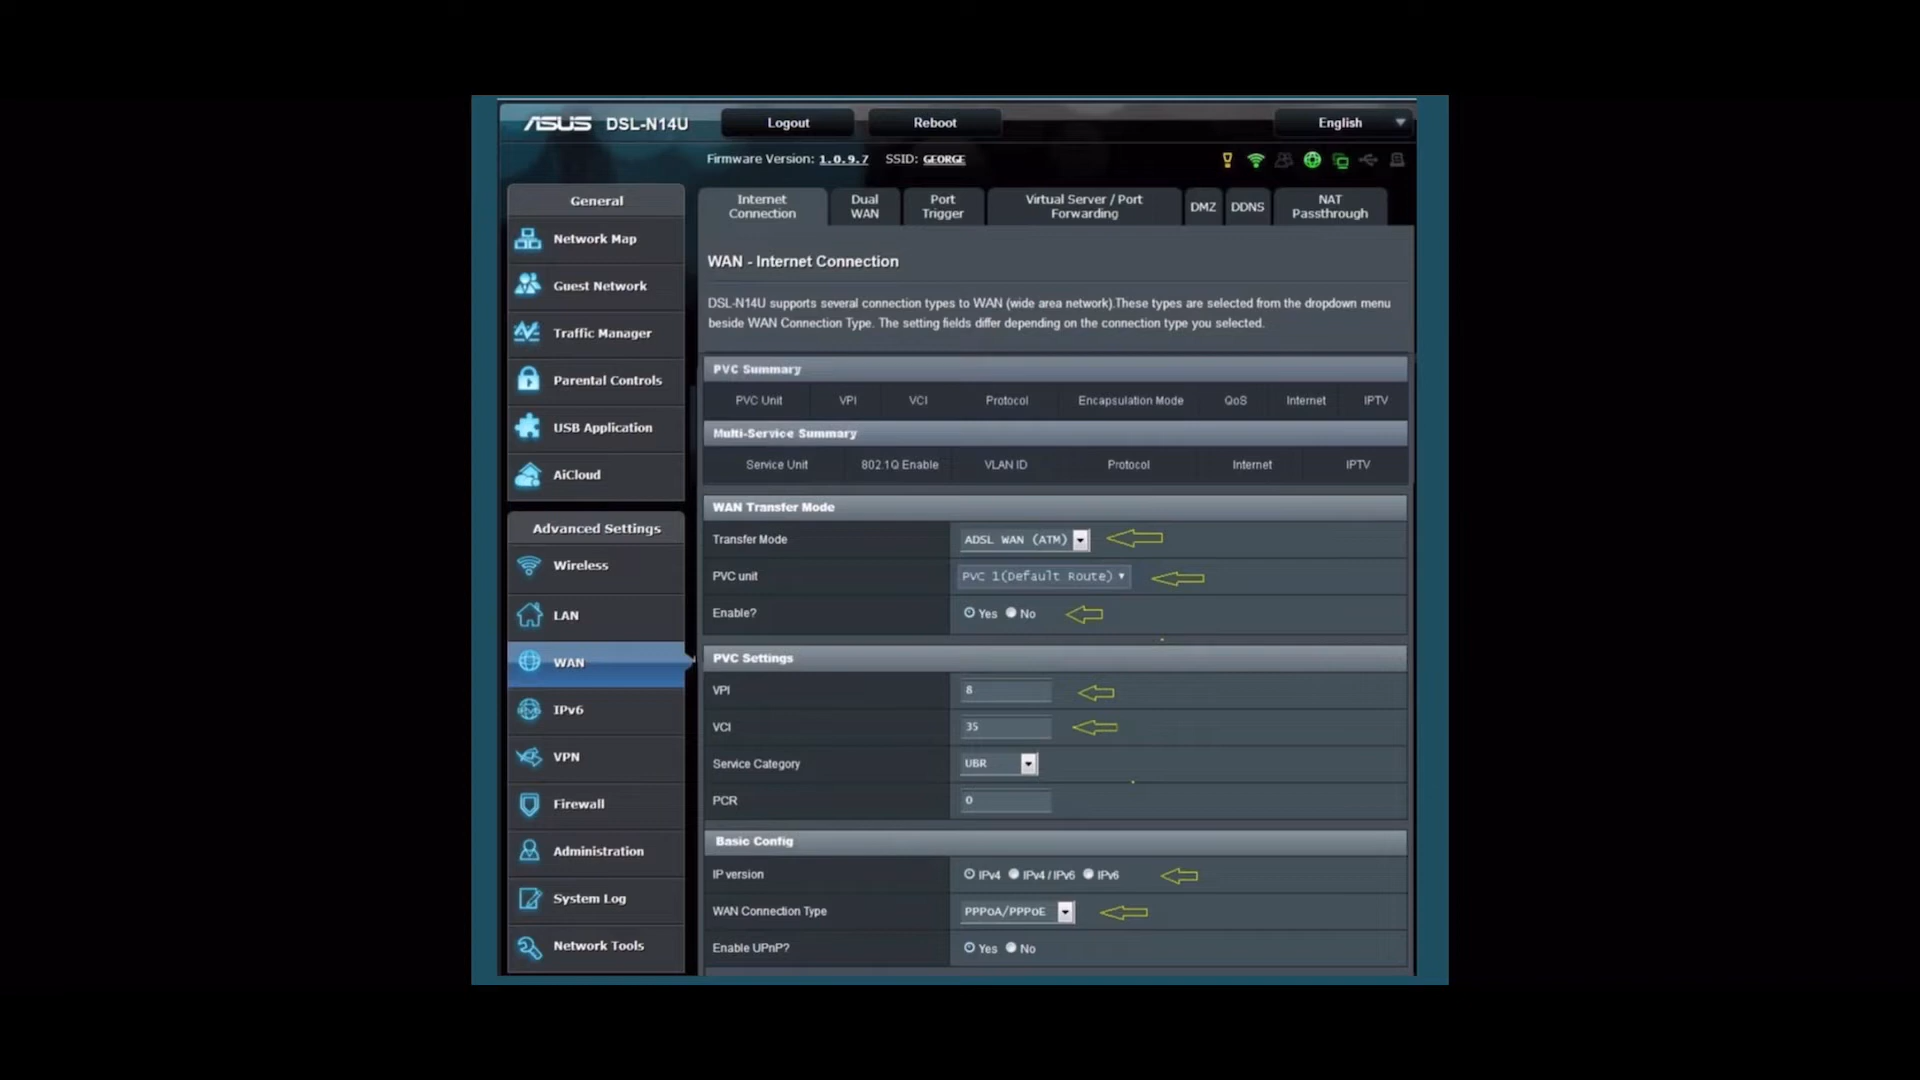 ASUS DSL-N14U Logout Reboot English
Firmware Version: 1.0.9.7 SSID: GEORGE
General
Network Map
Guest Network
Traffic Manager
Parental Controls
USB Application
AiCloud
Advanced Settings
Wireless
LAN
WAN
IPv6
VPN
Firewall
Administration
System Log
Network Tools
Internet Connection Dual WAN Port Trigger Virtual Server / Port Forwarding DMZ DDNS NAT Passthrough
WAN - Internet Connection
DSL-N14U supports several connection types to WAN (wide area network).These types are selected from the dropdown menu
beside WAN Connection Type. The setting fields differ depending on the connection type you selected.
PVC Summary
PVC Unit VPI VCI Protocol Encapsulation Mode QoS Internet IPTV
Multi-Service Summary
Service Unit 802.1Q Enable VLAN ID Protocol Internet IPTV
WAN Transfer Mode
Transfer Mode ADSL WAN (ATM)
PVC unit PVC 1(Default Route)
Enable? Yes No
PVC Settings
VPI 8
VCI 35
Service Category UBR
PCR 0
Basic Config
IP version IPv4 IPv4 / IPv6 IPv6
WAN Connection Type PPPoA/PPPoE
Enable UPnP? Yes No